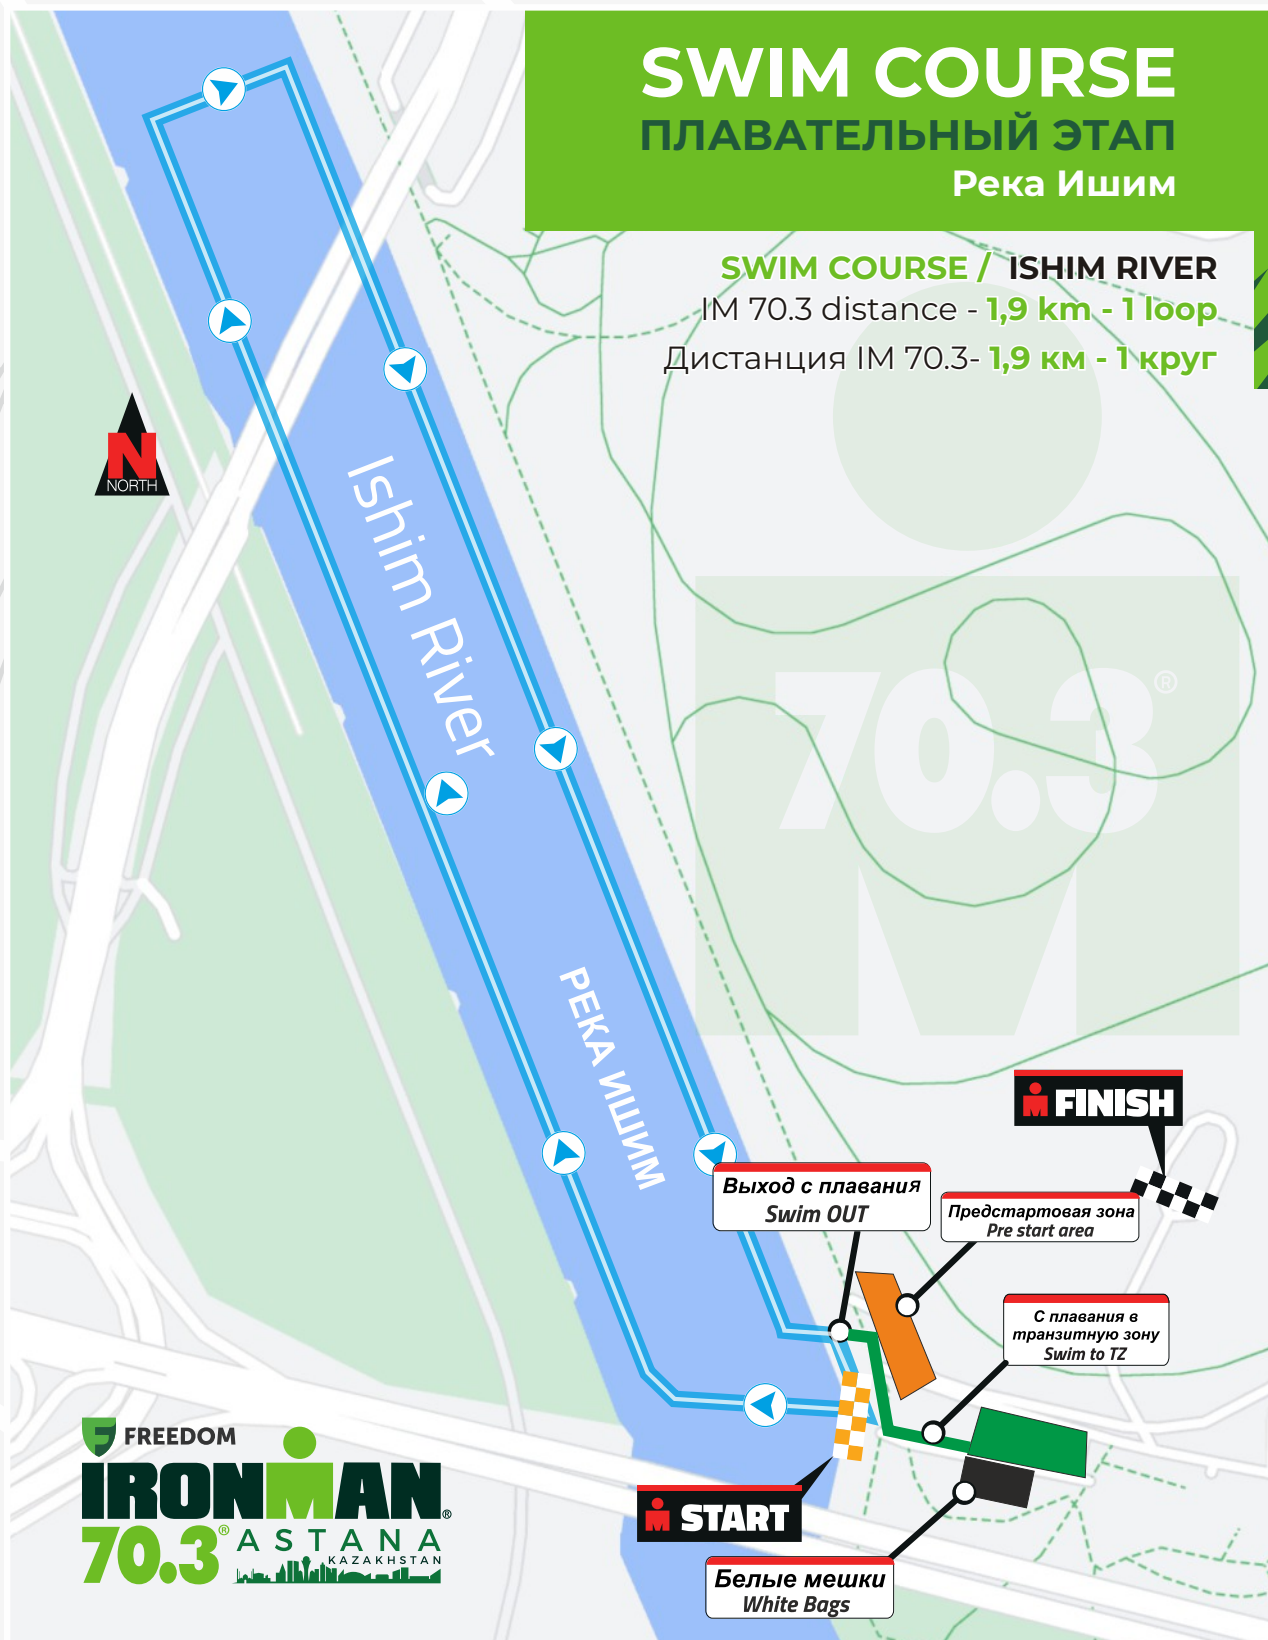 SWIM COURSE
ПЛАВАТЕЛЬНЫЙ ЭТАП
Река Ишим
SWIM COURSE / ISHIM RIVER
IM 70.3 distance - 1,9 km - 1 loop
Дистанция IM 70.3- 1,9 км - 1 круг
N
NORTH
Ishim River
70.3®
РЕКА ИШИМ
FINISH
Выход с плавания
Swim OUT
Предстартовая зона
Pre start area
С плавания в
транзитную зону
Swim to TZ
START
Белые мешки
White Bags
FREEDOM
IRONMAN®
70.3® ASTANA
KAZAKHSTAN